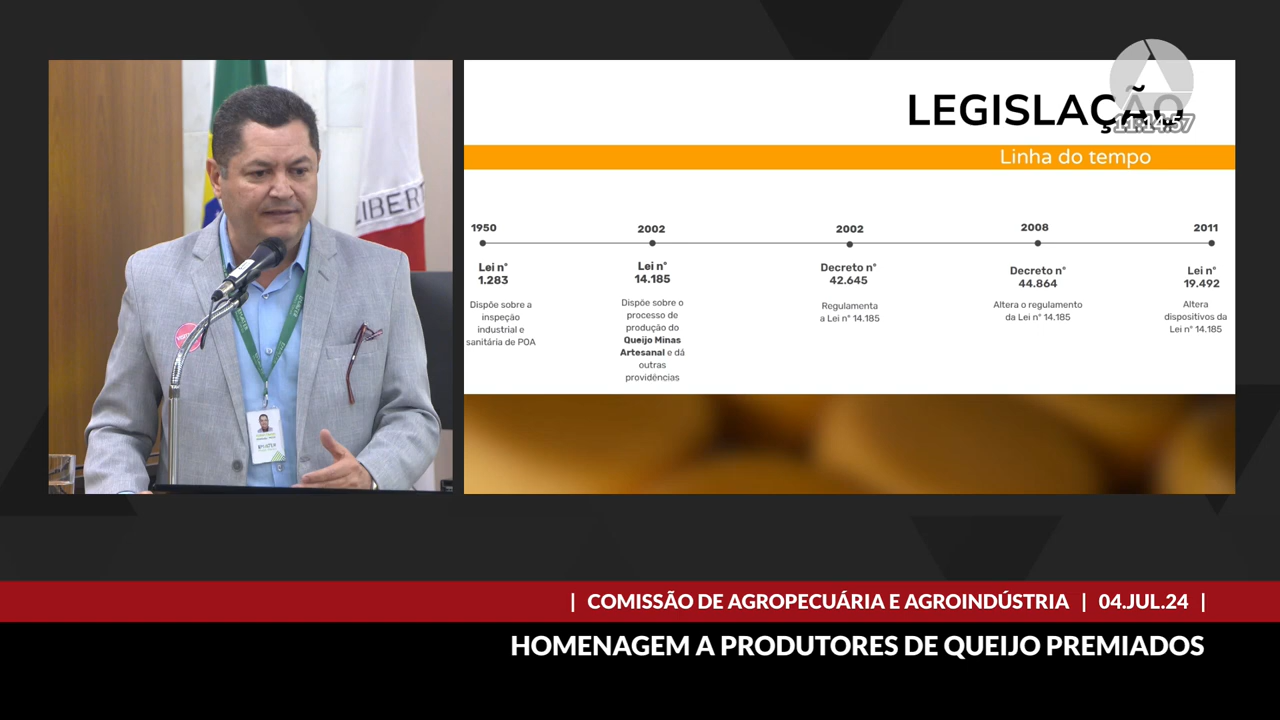 LEGISLAÇÃO
11:14:57
Linha do tempo
1950
Lei nº
1.283
Dispõe sobre a
inspeção
industrial e
sanitária de POA
2002
Lei nº
14.185
Dispõe sobre o
processo de
produção do
Queijo Minas
Artesanal e dá
outras
providências
2002
Decreto nº
42.645
Regulamenta
a Lei nº 14.185
2008
Decreto nº
44.864
Altera o regulamento
da Lei nº 14.185
2011
Lei nº
19.492
Altera
dispositivos da
Lei nº 14.185
LIBERT
| COMISSÃO DE AGROPECUÁRIA E AGROINDÚSTRIA | 04.JUL.24 |
HOMENAGEM A PRODUTORES DE QUEIJO PREMIADOS